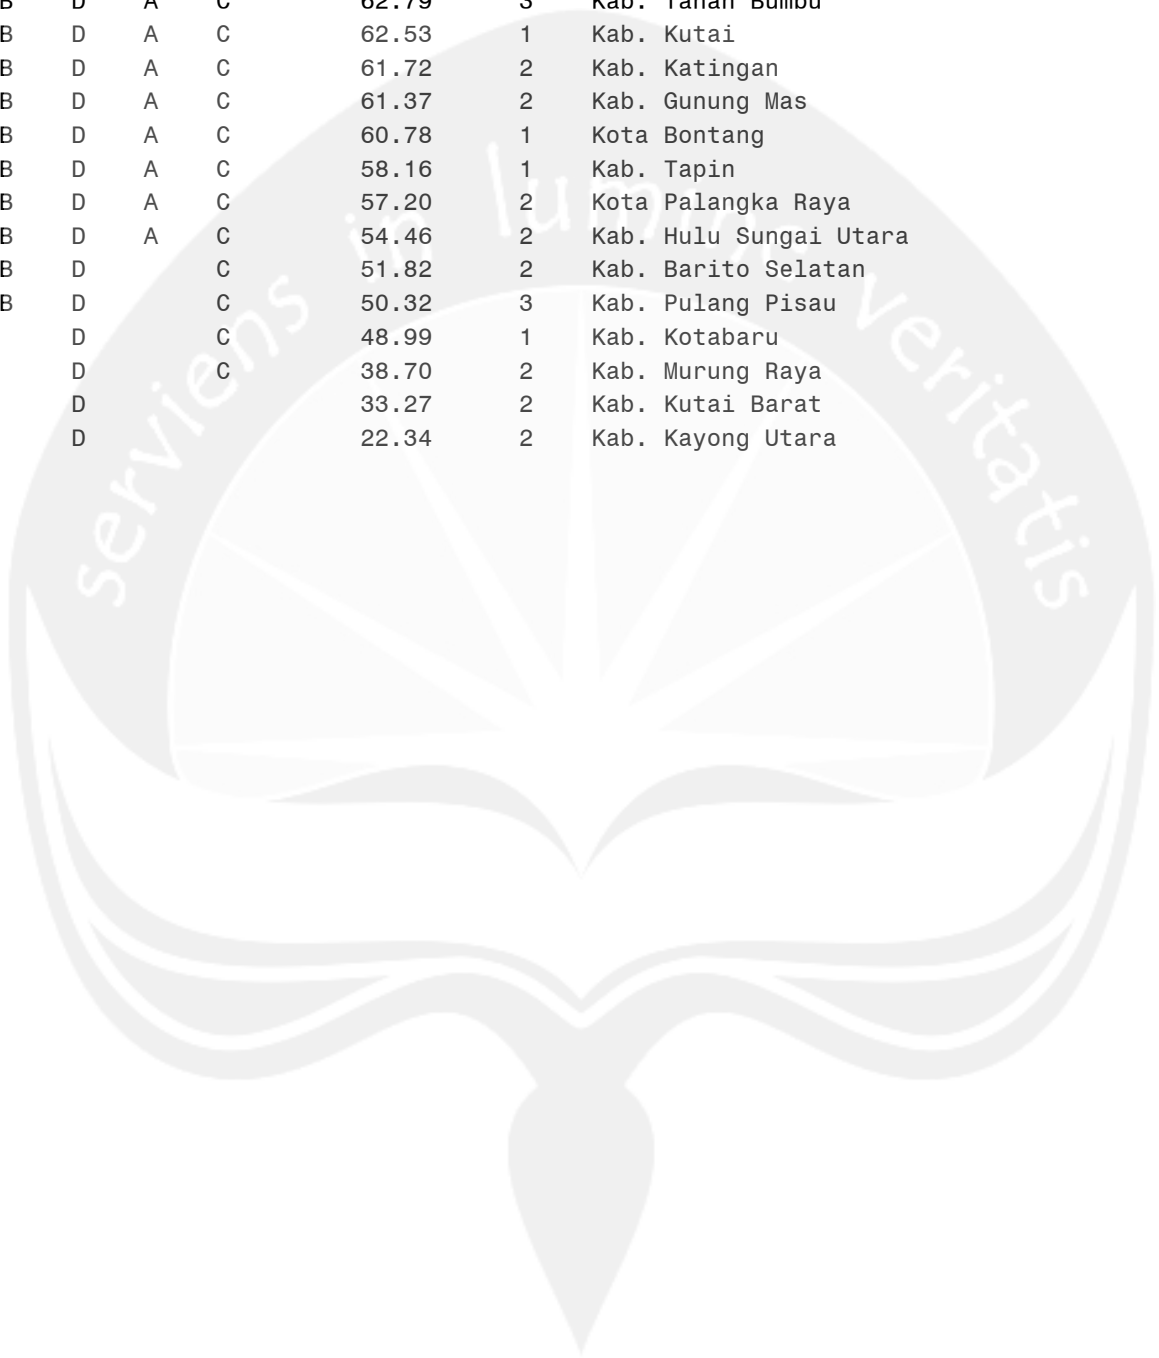 B D A C 62.79 3 Kab. Tanah Bumbu
B D A C 62.53 1 Kab. Kutai
B D A C 61.72 2 Kab. Katingan
B D A C 61.37 2 Kab. Gunung Mas
B D A C 60.78 1 Kota Bontang
B D A C 58.16 1 Kab. Tapin
B D A C 57.20 2 Kota Palangka Raya
B D A C 54.46 2 Kab. Hulu Sungai Utara
B D C 51.82 2 Kab. Barito Selatan
B D C 50.32 3 Kab. Pulang Pisau
D C 48.99 1 Kab. Kotabaru
D C 38.70 2 Kab. Murung Raya
D 33.27 2 Kab. Kutai Barat
D 22.34 2 Kab. Kayong Utara
serviens in lumine veritatis